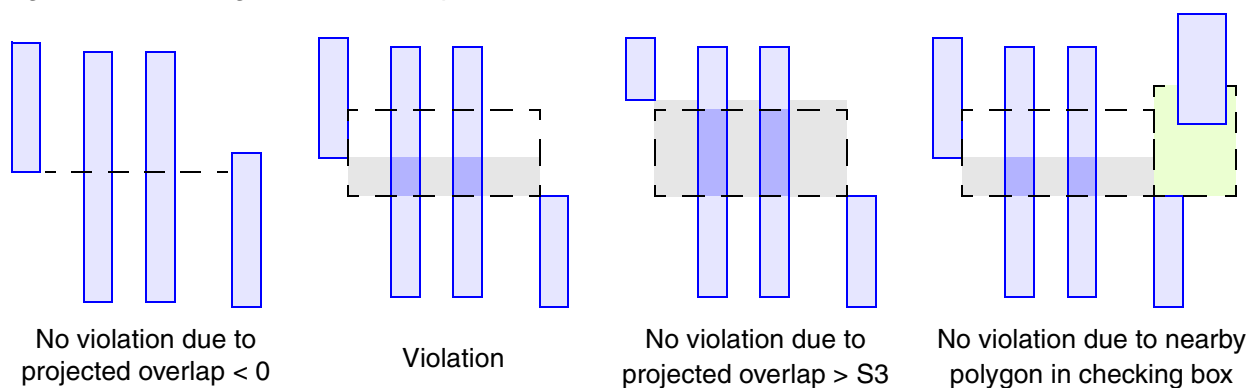 No violation due to
projected overlap < 0
Violation
No violation due to
projected overlap > S3
No violation due to nearby
polygon in checking box